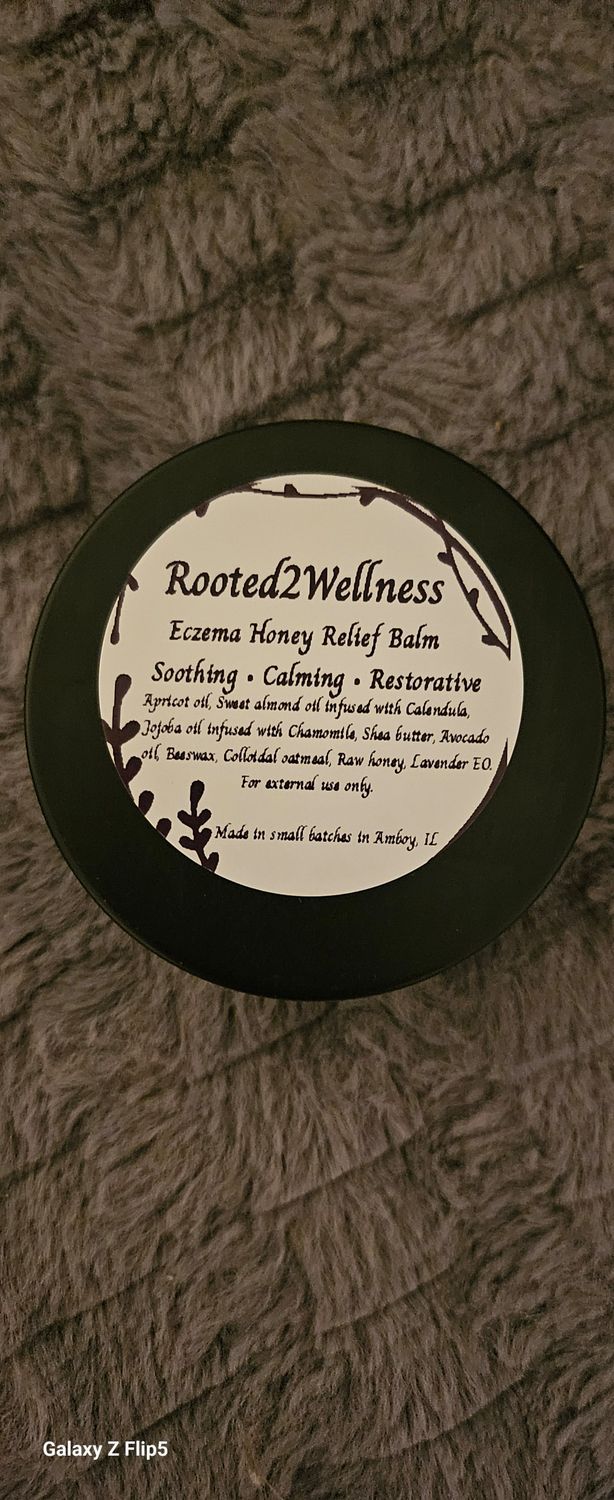 Rooted2Wellness
Eczema Honey Relief Balm
Soothing • Calming • Restorative
Apricot oil, Sweet almond oil infused with Calendula,
Jojoba oil infused with Chamomile, Shea butter, Avocado
oil, Beeswax, Colloidal oatmeal, Raw honey, Lavender EO.
For external use only.
Made in small batches in Amboy, IL
Galaxy Z Flip5